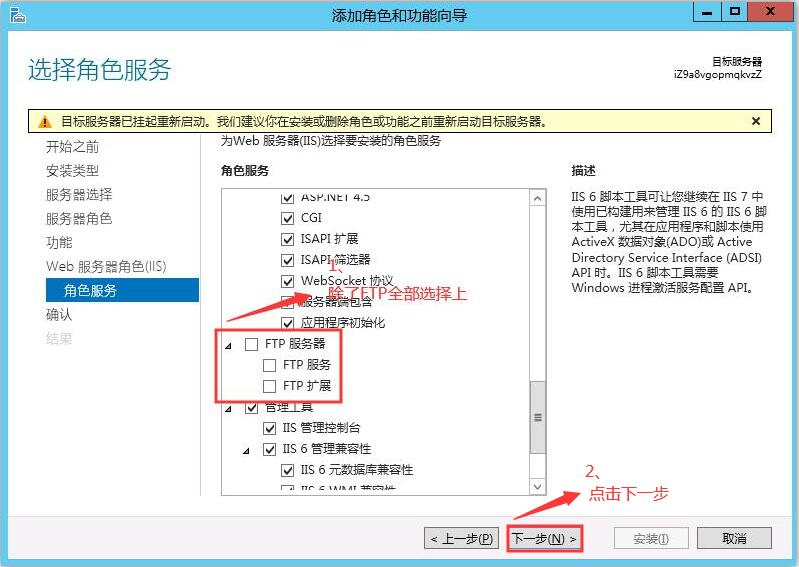 添加角色和功能向导
选择角色服务
目标服务器
iZ9a8vgopmqkvzZ
目标服务器已挂起重新启动。我们建议你在安装或删除角色或功能之前重新启动目标服务器。
开始之前
安装类型
服务器选择
服务器角色
功能
Web 服务器角色(IIS)
角色服务
确认
结果
为Web 服务器(IIS)选择要安装的角色服务
角色服务
ASP.NET 4.5
CGI
ISAPI 扩展
ISAPI 筛选器
WebSocket 协议
服务器端包含
应用程序初始化
FTP 服务器
FTP 服务
FTP 扩展
管理工具
IIS 管理控制台
IIS 6 管理兼容性
IIS 6 元数据库兼容性
IIS 6 WMI 兼容性
1、
除了FTP全部选择上
描述
IIS 6 脚本工具可让您继续在 IIS 7 中
使用已构建用来管理 IIS 6 的 IIS 6 脚
本工具，尤其在应用程序和脚本使用
ActiveX 数据对象(ADO)或 Active
Directory Service Interface (ADSI)
API 时。IIS 6 脚本工具需要
Windows 进程激活服务配置 API。
2、
点击下一步
< 上一步(P)
下一步(N) >
安装(I)
取消